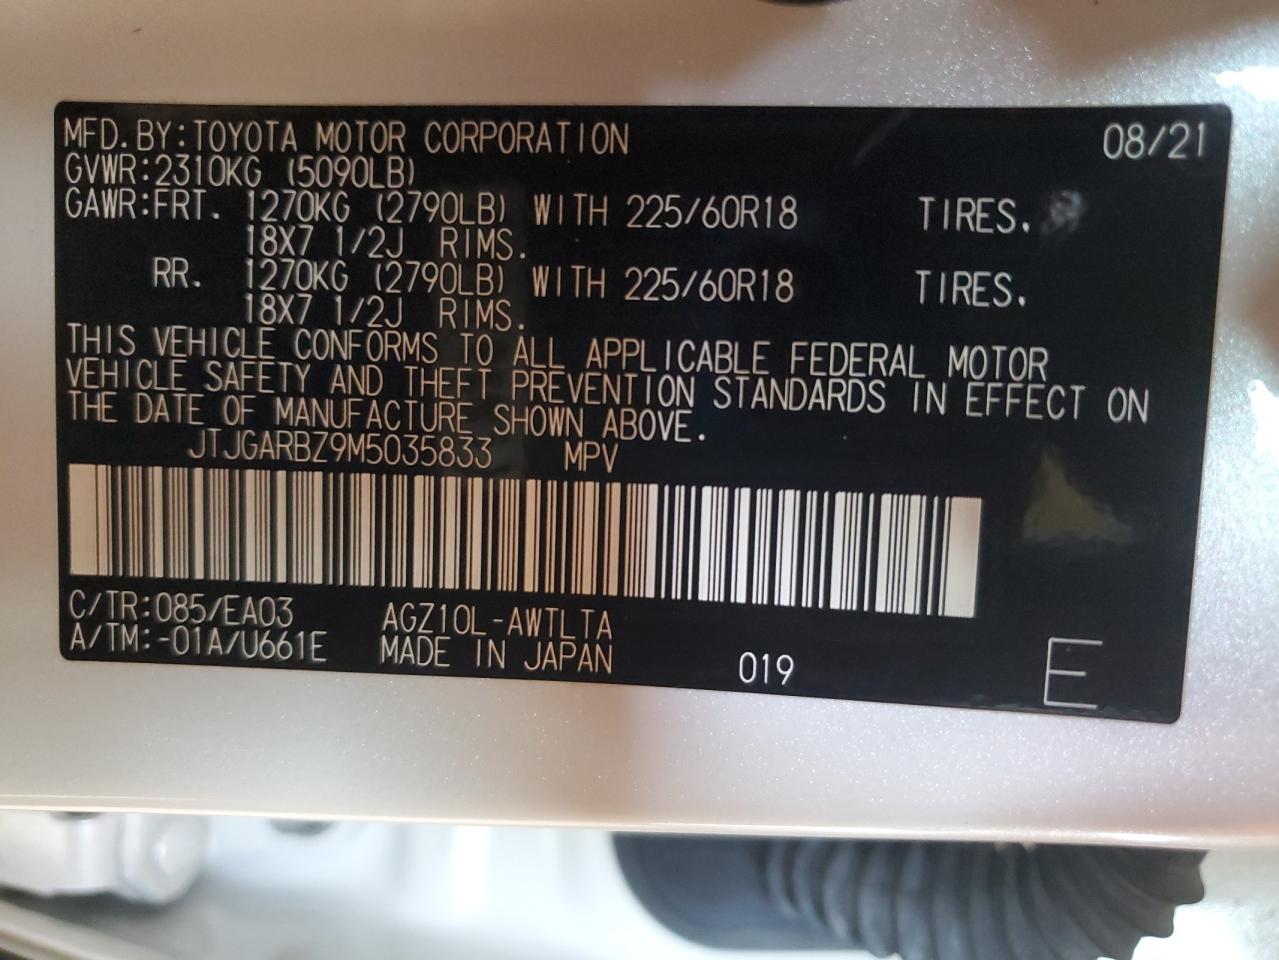 MFD. BY: TOYOTA MOTOR CORPORATION 08/21
GVWR: 2310KG (5090LB)
GAWR: FRT. 1270KG (2790LB) WITH 225/60R18 TIRES.
18X7 1/2J RIMS.
RR. 1270KG (2790LB) WITH 225/60R18 TIRES.
18X7 1/2J RIMS.
THIS VEHICLE CONFORMS TO ALL APPLICABLE FEDERAL MOTOR
VEHICLE SAFETY AND THEFT PREVENTION STANDARDS IN EFFECT ON
THE DATE OF MANUFACTURE SHOWN ABOVE.
JTJGARBZ9M5035833 MPV
C/TR: 085/EA03 AGZ10L-AWTLTA
A/TM: -01A/U661E MADE IN JAPAN 019 E